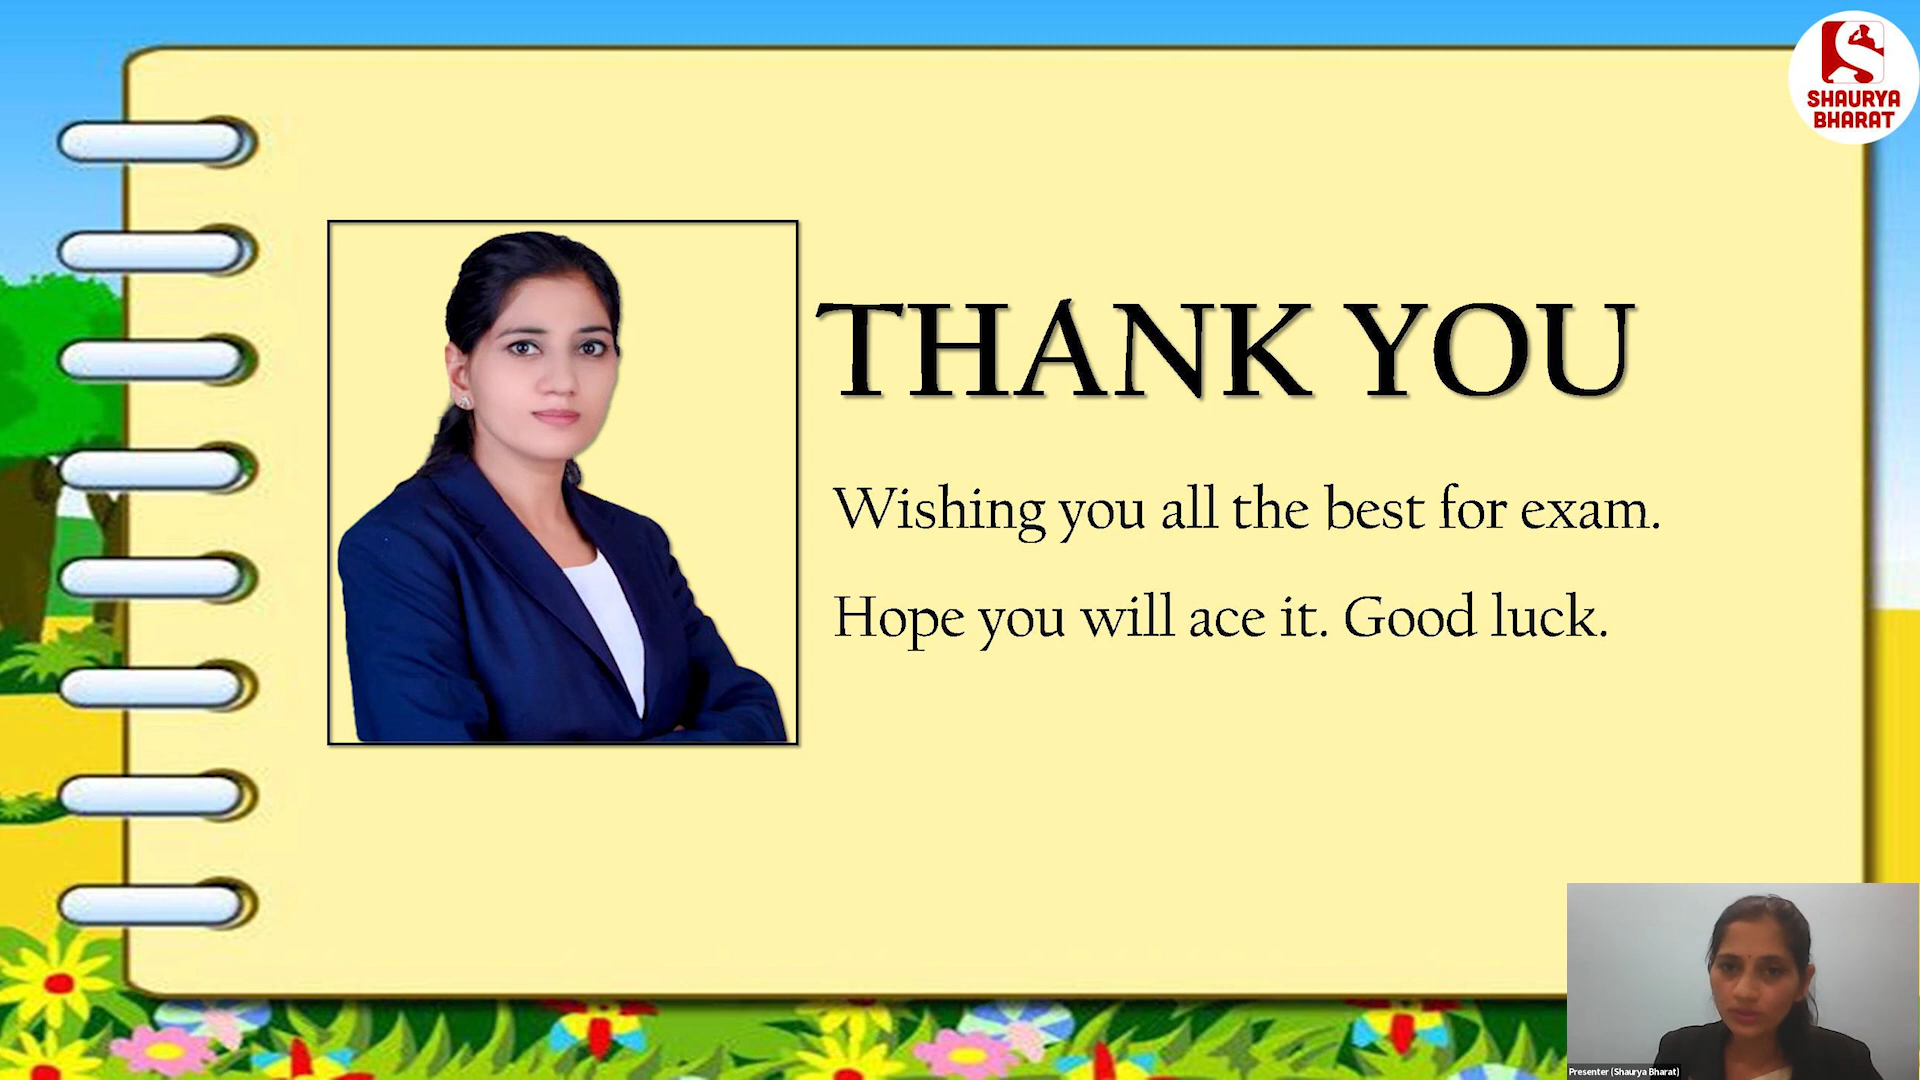 SHAURYA
BHARAT
THANK YOU
Wishing you all the best for exam.
Hope you will ace it. Good luck.
Presenter (Shaurya Bharat)